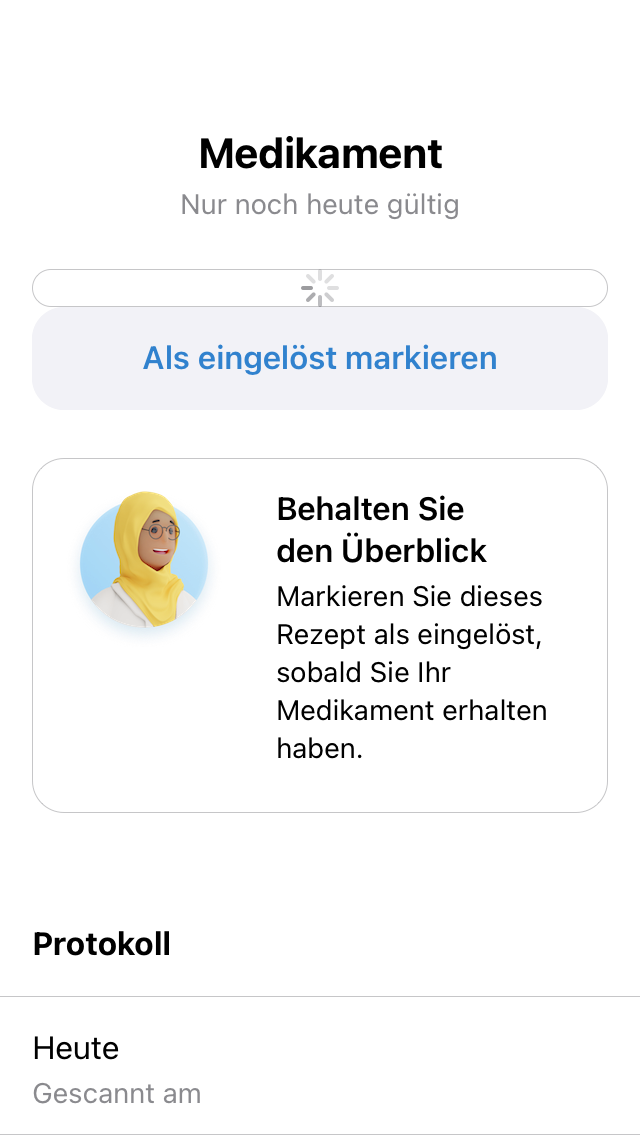 Medikament
Nur noch heute gültig
Als eingelöst markieren
Behalten Sie
den Überblick
Markieren Sie dieses
Rezept als eingelöst,
sobald Sie Ihr
Medikament erhalten
haben.
Protokoll
Heute
Gescannt am